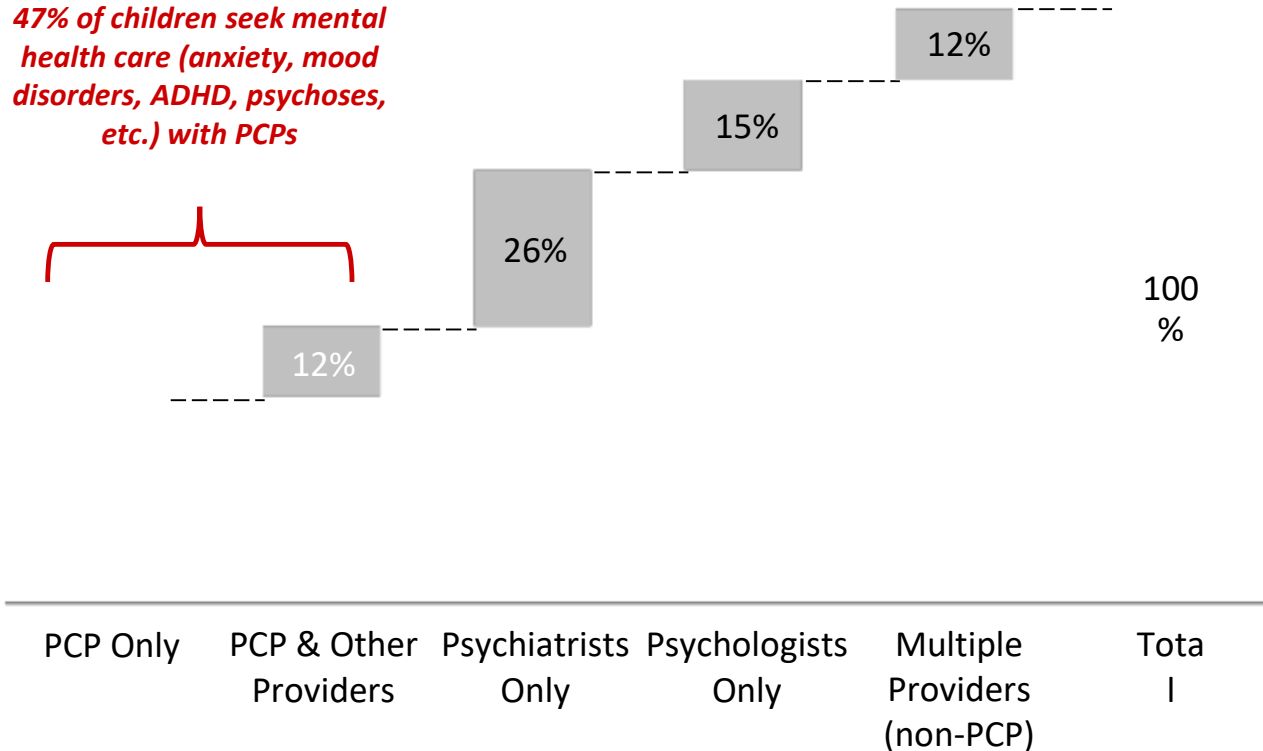 47% of children seek mental
health care (anxiety, mood
disorders, ADHD, psychoses,
etc.) with PCPs
12%
15%
26%
100
%
12%
PCP Only
PCP & Other
Providers
Psychiatrists
Only
Psychologists
Only
Multiple
Providers
(non-PCP)
Tota
l